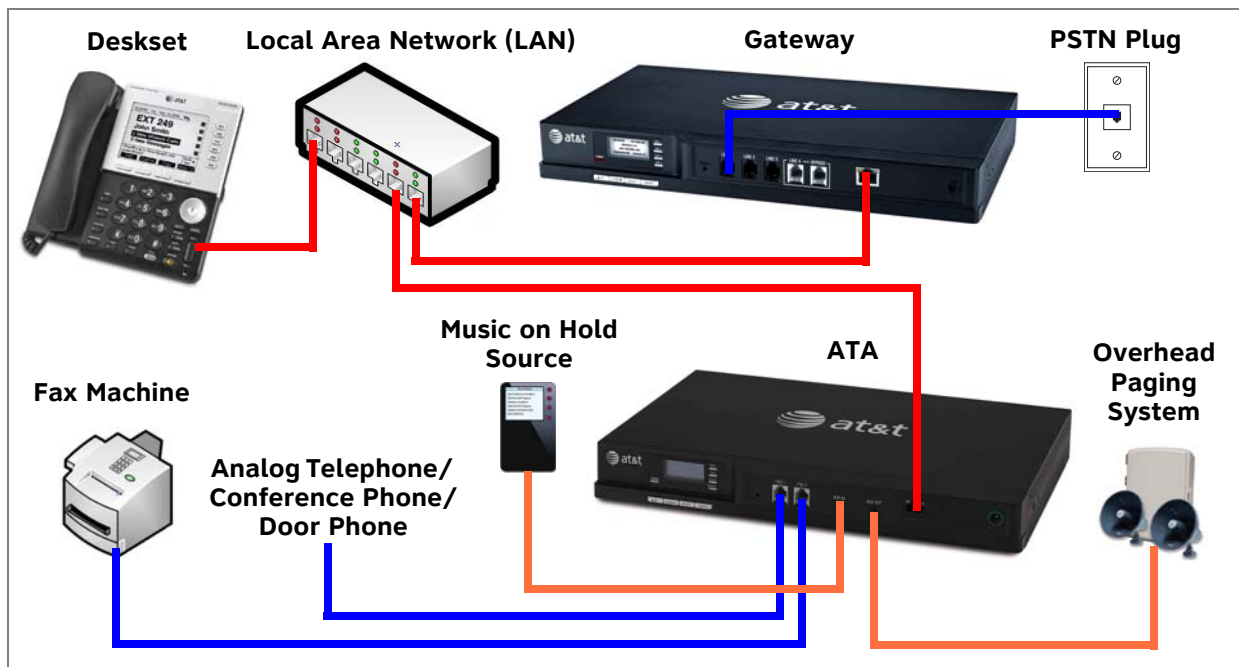 Deskset
Local Area Network (LAN)
Gateway
PSTN Plug
at&t
EXT 249
John Smith
at&t
at&t
Music on Hold
Source
ATA
Overhead
Paging
System
Fax Machine
Analog Telephone/
Conference Phone/
Door Phone
at&t
at&t